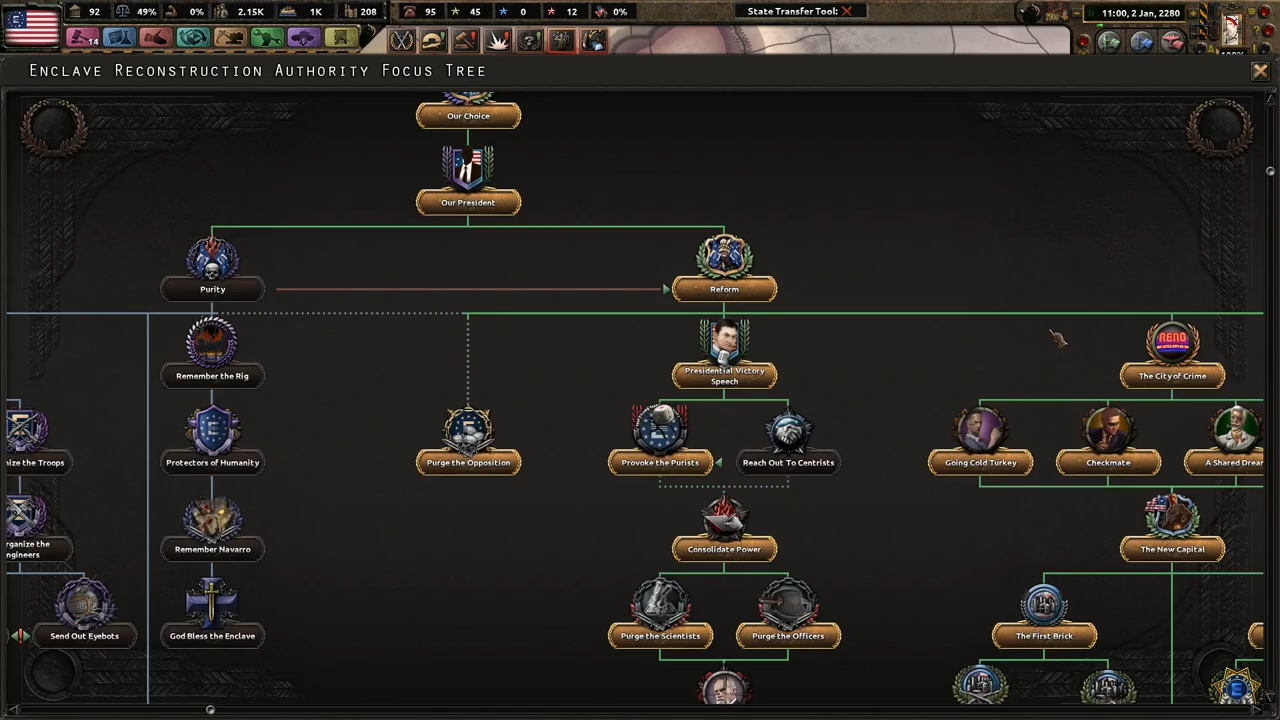 92 49% 0% 2.15K 1K 208 95 45 0 12 0% State Transfer Tool: 11:00, 2 Jan, 2280
14
ENCLAVE RECONSTRUCTION AUTHORITY FOCUS TREE
Our Choice
Our President
Purity
Reform
RENO
Remember the Rig
Presidential Victory
Speech
The City of Crime
E
nize the Troops
Protectors of Humanity
Purge the Opposition
Provoke the Purists
Reach Out To Centrists
Going Cold Turkey
Checkmate
A Shared Drear
rganize the
ngineers
Remember Navarro
Consolidate Power
The New Capital
Send Out Eyebots
God Bless the Enclave
Purge the Scientists
Purge the Officers
The First Brick
E